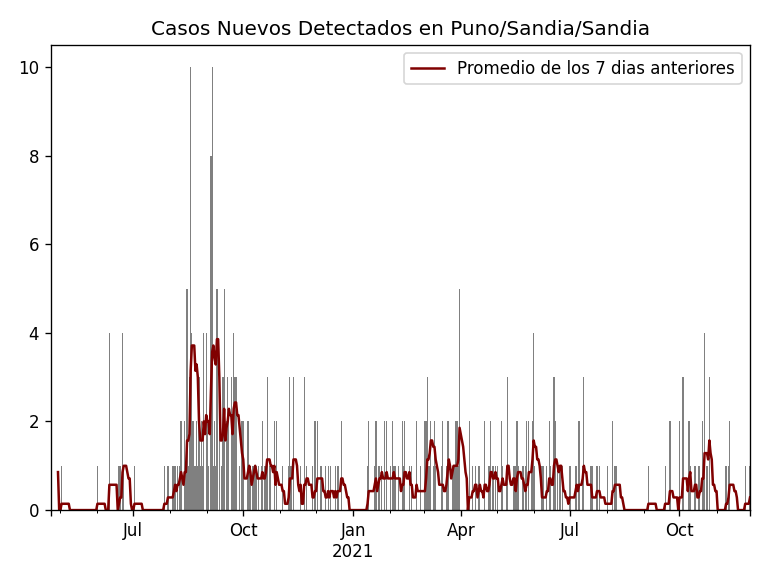 Casos Nuevos Detectados en Puno/Sandia/Sandia
Promedio de los 7 dias anteriores
10
8
6
4
2
0
Jul
Oct
Jan
2021
Apr
Jul
Oct